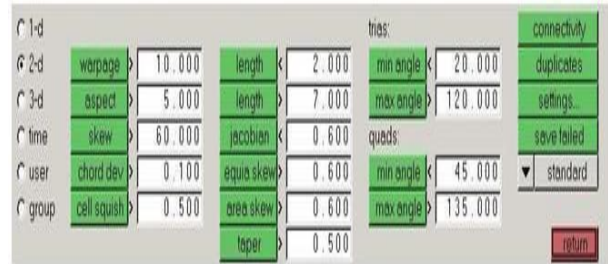 1-d trias: connectivity
2-d warpage > 10.000 length < 2.000 min angle < 20.000 duplicates
3-d aspect > 5.000 length > 7.000 max angle > 120.000 settings...
time skew > 60.000 jacobian < 0.600 quads: save failed
user chord dev > 0.100 equia skew > 0.600 min angle < 45.000 standard
group cell squish > 0.500 area skew > 0.600 max angle > 135.000
taper > 0.500 return